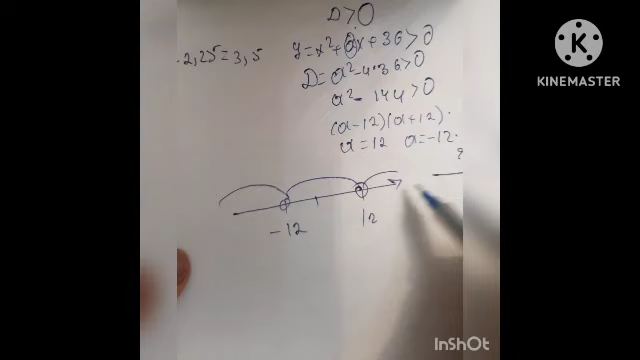 D>0
-2,25=3,5
y=x²+ax+36>0
D=a²-4·36>0
a²-144>0
(a-12)(a+12).
a=12 a=-12.
-12
12
KINEMASTER
InShOt